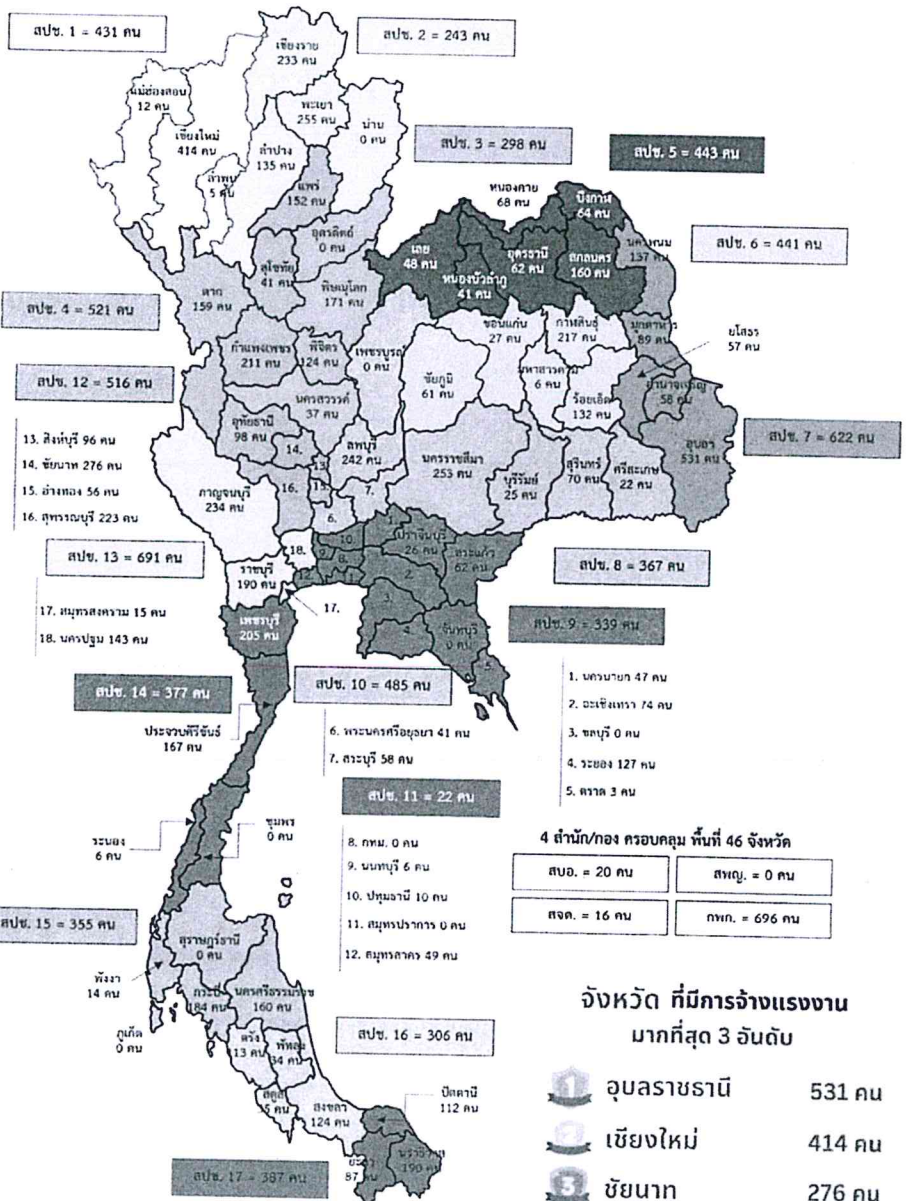 สปช. 1 = 431 คน
สปช. 2 = 243 คน
เชียงราย
233 คน
แม่ฮ่องสอน
12 คน
พะเยา
255 คน
น่าน
0 คน
เชียงใหม่
414 คน
ลำปาง
135 คน
ลำพูน
5 คน
สปช. 3 = 298 คน
สปช. 5 = 443 คน
แพร่
152 คน
หนองคาย
68 คน
บึงกาฬ
64 คน
อุตรดิตถ์
0 คน
เลย
48 คน
อุดรธานี
62 คน
สกลนคร
160 คน
นครพนม
137 คน
สปช. 6 = 441 คน
สุโขทัย
41 คน
หนองบัวลำภู
41 คน
ตาก
159 คน
พิษณุโลก
171 คน
สปช. 4 = 521 คน
ขอนแก่น
27 คน
กาฬสินธุ์
217 คน
มุกดาหาร
89 คน
ยโสธร
57 คน
กำแพงเพชร
211 คน
พิจิตร
124 คน
เพชรบูรณ์
0 คน
สปช. 12 = 516 คน
ชัยภูมิ
61 คน
มหาสารคาม
6 คน
ร้อยเอ็ด
132 คน
อำนาจเจริญ
58 คน
นครสวรรค์
37 คน
อุทัยธานี
98 คน
สปช. 7 = 622 คน
อุบลฯ
531 คน
13. สิงห์บุรี 96 คน
14. ชัยนาท 276 คน
15. อ่างทอง 56 คน
16. สุพรรณบุรี 223 คน
14.
13.
15.
16.
ลพบุรี
242 คน
นครราชสีมา
253 คน
บุรีรัมย์
25 คน
สุรินทร์
70 คน
ศรีสะเกษ
22 คน
กาญจนบุรี
234 คน
7.
6.
1.
ปราจีนบุรี
26 คน
สระแก้ว
62 คน
สปช. 13 = 691 คน
18.
10.
9.
8.
12.
11.
2.
สปช. 8 = 367 คน
ราชบุรี
190 คน
17. สมุทรสงคราม 15 คน
18. นครปฐม 143 คน
17.
3.
4.
จันทบุรี
0 คน
5.
เพชรบุรี
205 คน
สปช. 9 = 339 คน
สปช. 14 = 377 คน
สปช. 10 = 485 คน
1. นครนายก 47 คน
2. ฉะเชิงเทรา 74 คน
3. ชลบุรี 0 คน
4. ระยอง 127 คน
5. ตราด 3 คน
ประจวบคีรีขันธ์
167 คน
6. พระนครศรีอยุธยา 41 คน
7. สระบุรี 58 คน
สปช. 11 = 22 คน
ระนอง
6 คน
ชุมพร
0 คน
8. กทม. 0 คน
9. นนทบุรี 6 คน
10. ปทุมธานี 10 คน
11. สมุทรปราการ 0 คน
12. สมุทรสาคร 49 คน
4 สำนัก/กอง ครอบคลุม พื้นที่ 46 จังหวัด
สบอ. = 20 คน
สพญ. = 0 คน
สจด. = 16 คน
กพก. = 696 คน
สปช. 15 = 355 คน
สุราษฎร์ธานี
0 คน
พังงา
14 คน
กระบี่
184 คน
นครศรีธรรมราช
160 คน
ภูเก็ต
0 คน
ตรัง
13 คน
พัทลุง
34 คน
สปช. 16 = 306 คน
สตูล
5 คน
สงขลา
124 คน
ปัตตานี
112 คน
สปช. 17 = 387 คน
ยะลา
87 คน
นราธิวาส
190 คน
จังหวัด ที่มีการจ้างแรงงาน
มากที่สุด 3 อันดับ
1 อุบลราชธานี 531 คน
2 เชียงใหม่ 414 คน
3 ชัยนาท 276 คน